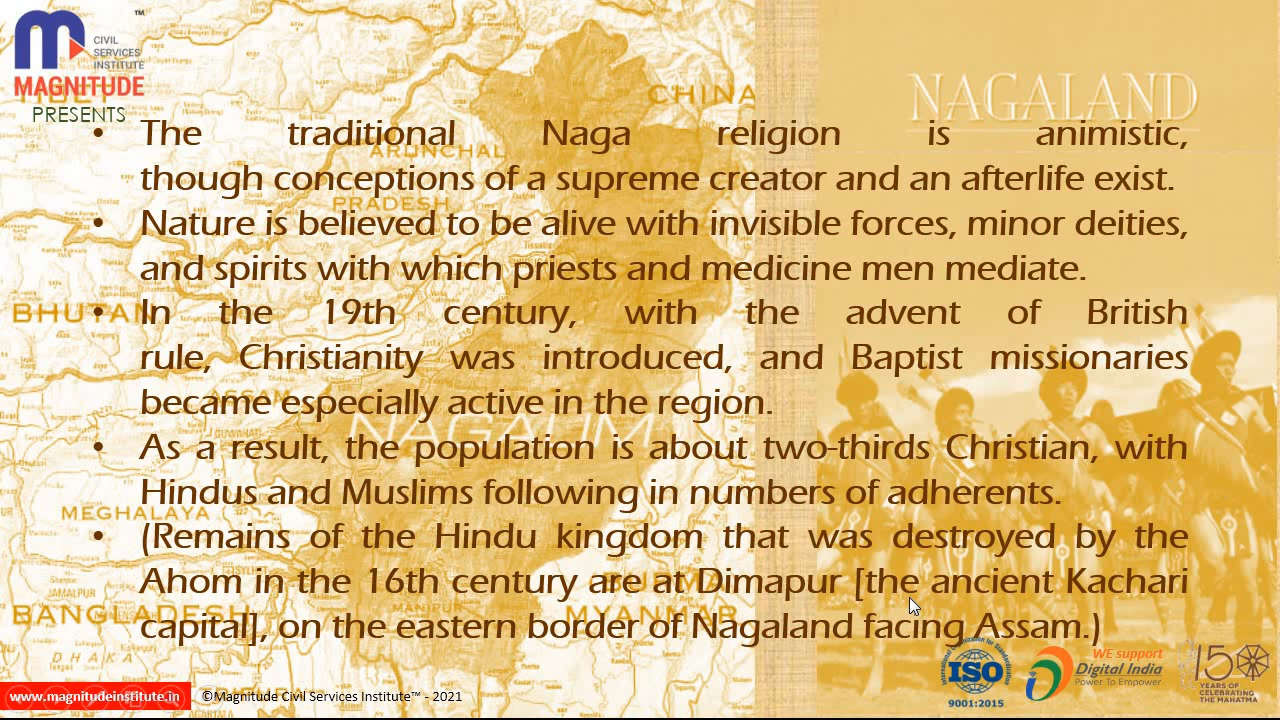 ™
CIVIL
SERVICES
INSTITUTE
MAGNITUDE
PRESENTS
NAGALAND
CHINA
ARUNCHAL
PRADESH
• The traditional Naga religion is animistic,
though conceptions of a supreme creator and an afterlife exist.
• Nature is believed to be alive with invisible forces, minor deities,
and spirits with which priests and medicine men mediate.
BHUTAN
• In the 19th century, with the advent of British
rule, Christianity was introduced, and Baptist missionaries
became especially active in the region.
ASSAM
NAGALIM
• As a result, the population is about two-thirds Christian, with
Hindus and Muslims following in numbers of adherents.
MEGHALAYA
• (Remains of the Hindu kingdom that was destroyed by the
Ahom in the 16th century are at Dimapur [the ancient Kachari
capital], on the eastern border of Nagaland facing Assam.)
JAMALPUR
BANGLADESH
MANIPUR
MYANMAR
DHAKA
ISO
9001:2015
WE support
Digital India
Power To Empower
150
YEARS OF
CELEBRATING
THE MAHATMA
www.magnitudeinstitute.in
©Magnitude Civil Services Institute™ - 2021